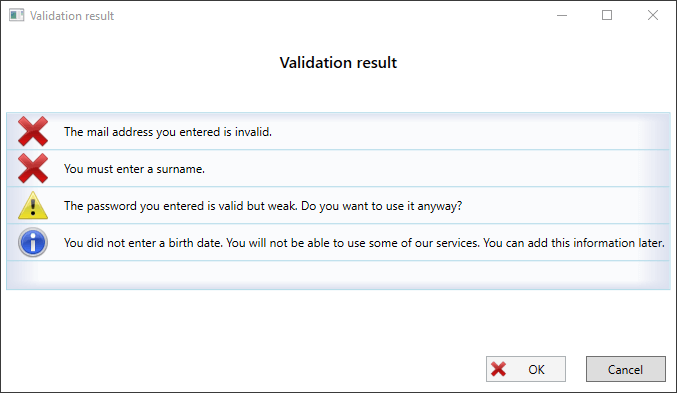 Validation result
Validation result
The mail address you entered is invalid.
You must enter a surname.
The password you entered is valid but weak. Do you want to use it anyway?
You did not enter a birth date. You will not be able to use some of our services. You can add this information later.
OK
Cancel